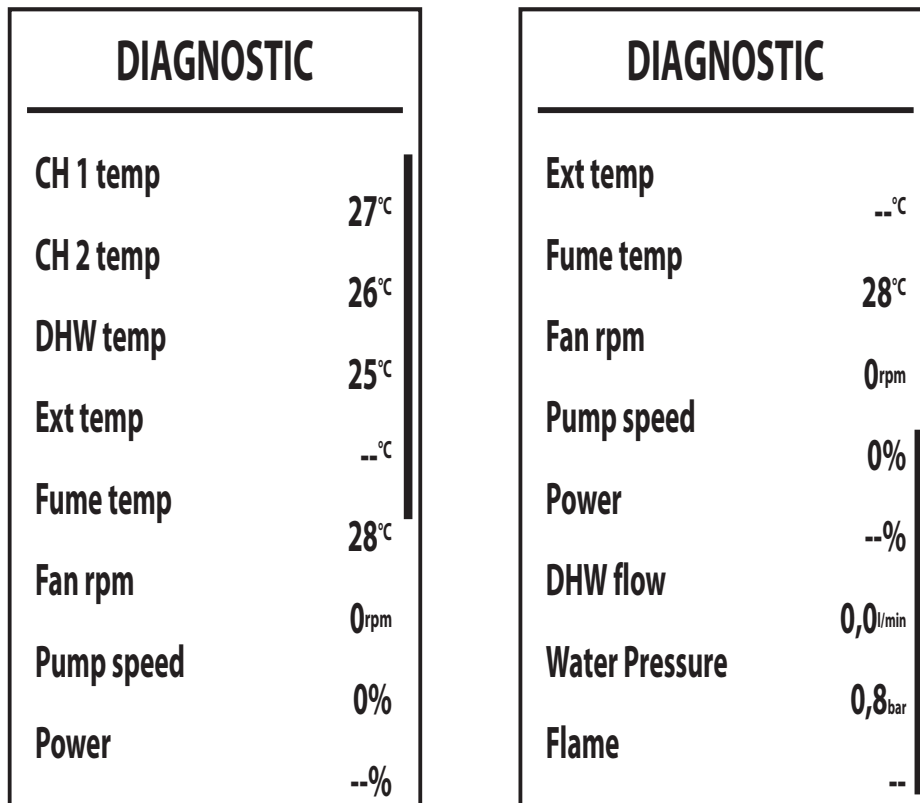 DIAGNOSTIC
CH 1 temp
27°C
CH 2 temp
26°C
DHW temp
25°C
Ext temp
--°C
Fume temp
28°C
Fan rpm
0rpm
Pump speed
0%
Power
--%
DIAGNOSTIC
Ext temp
--°C
Fume temp
28°C
Fan rpm
0rpm
Pump speed
0%
Power
--%
DHW flow
0,0l/min
Water Pressure
0,8bar
Flame
--